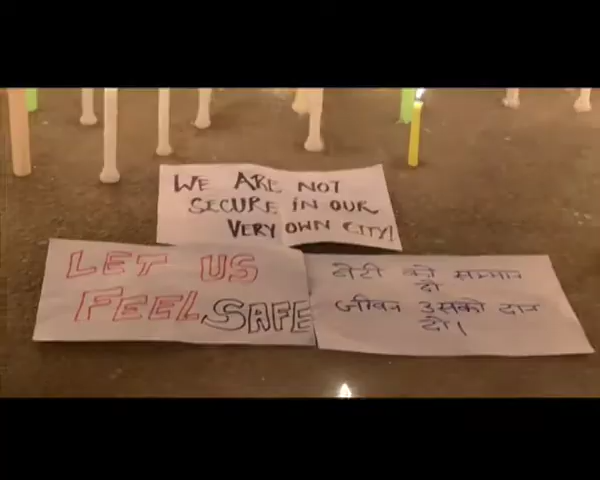 WE ARE NOT
SECURE IN OUR
VERY OWN CITY!
LET US
FEEL SAFE
बेटी को सम्मान
दो
जीवन उसको दान
दो।